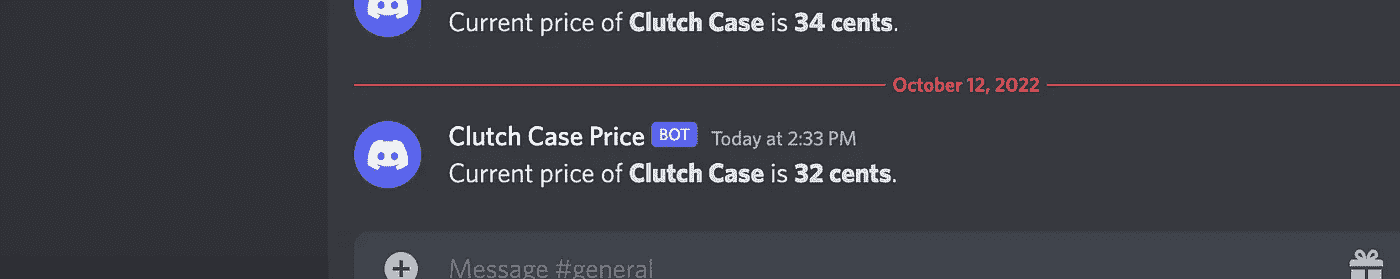 Current price of Clutch Case is 34 cents.
October 12, 2022
Clutch Case Price BOT Today at 2:33 PM
Current price of Clutch Case is 32 cents.
Message #general